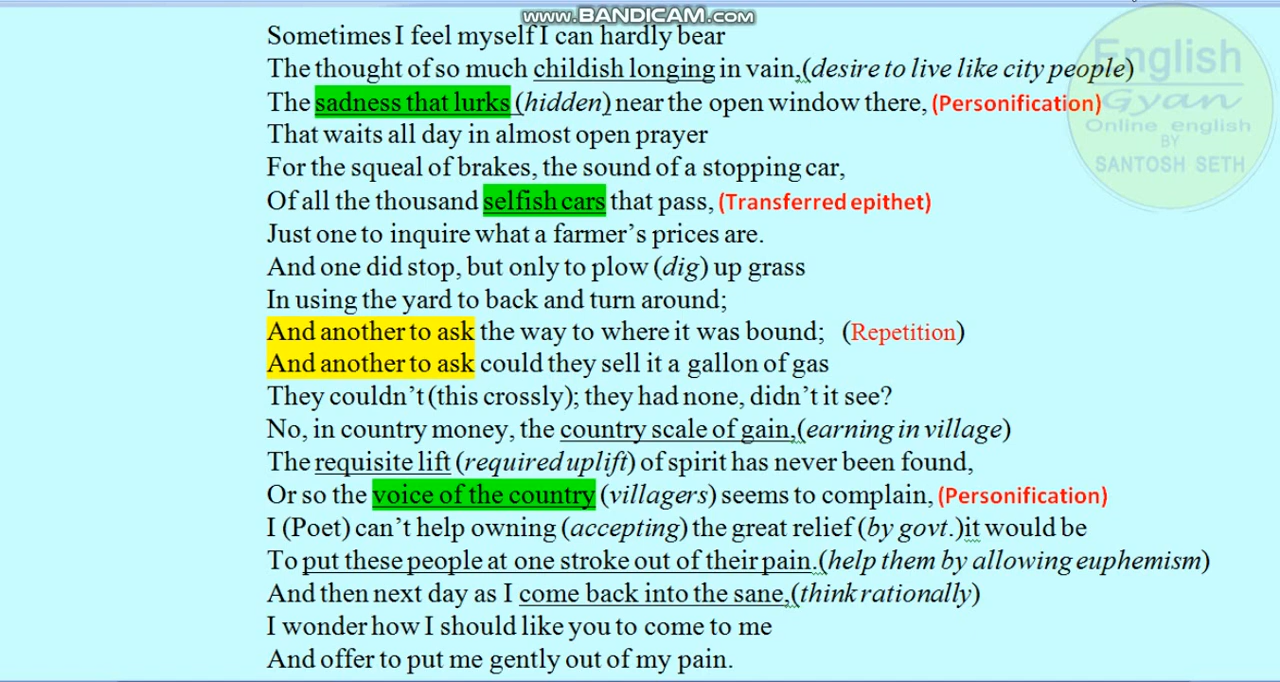 www.BANDICAM.com
Sometimes I feel myself I can hardly bear
The thought of so much childish longing in vain,(desire to live like city people)
The sadness that lurks (hidden) near the open window there, (Personification)
That waits all day in almost open prayer
For the squeal of brakes, the sound of a stopping car,
Of all the thousand selfish cars that pass, (Transferred epithet)
Just one to inquire what a farmer's prices are.
And one did stop, but only to plow (dig) up grass
In using the yard to back and turn around;
And another to ask the way to where it was bound; (Repetition)
And another to ask could they sell it a gallon of gas
They couldn't (this crossly); they had none, didn't it see?
No, in country money, the country scale of gain,(earning in village)
The requisite lift (required uplift) of spirit has never been found,
Or so the voice of the country (villagers) seems to complain, (Personification)
I (Poet) can't help owning (accepting) the great relief (by govt.)it would be
To put these people at one stroke out of their pain.(help them by allowing euphemism)
And then next day as I come back into the sane,(think rationally)
I wonder how I should like you to come to me
And offer to put me gently out of my pain.
English
Gyan
Online english
BY
SANTOSH SETH